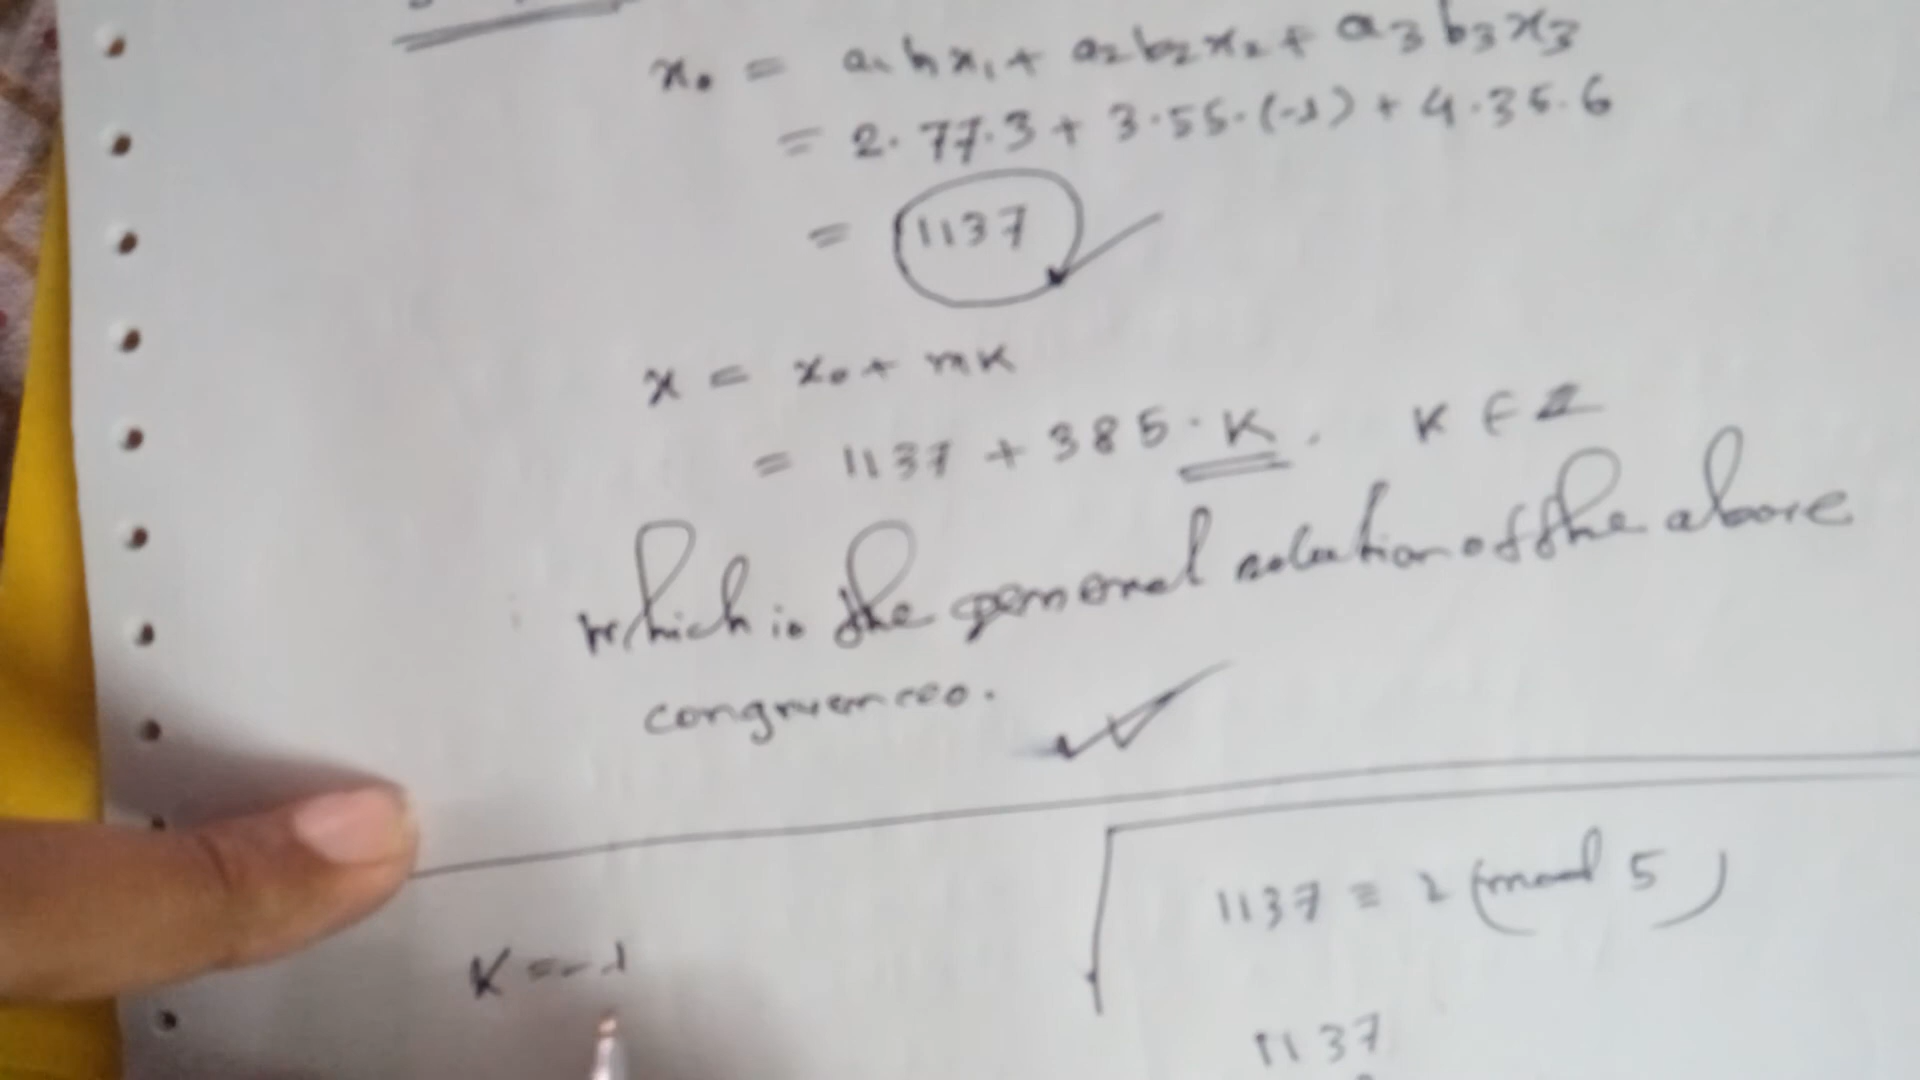 x₀ = a₁b₁x₁ + a₂b₂x₂ + a₃b₃x₃
= 2·77·3 + 3·55·(-1) + 4·35·6
= 1137
x = x₀ + mK
= 1137 + 385·K, K ∈ Z
which is the general solution of the above
congruences.
1137 ≡ 2 (mod 5)
K = -1
1137